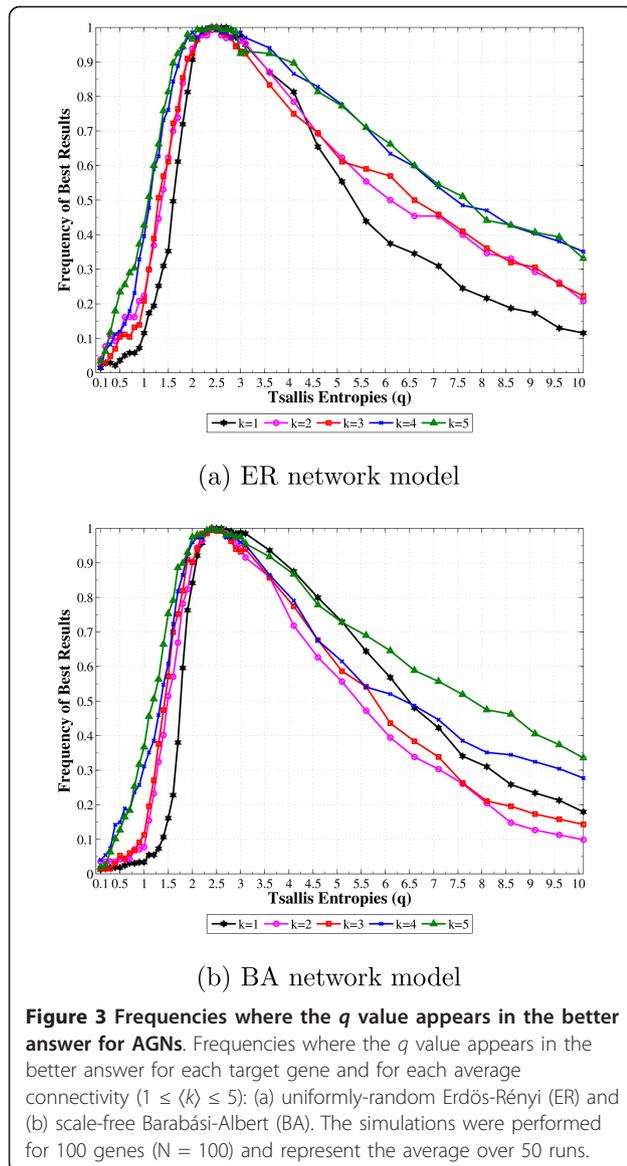 1
0.9
0.8
0.7
0.6
0.5
0.4
0.3
0.2
0.1
0
Frequency of Best Results
0.1 0.5 1 1.5 2 2.5 3 3.5 4 4.5 5 5.5 6 6.5 7 7.5 8 8.5 9 9.5 10
Tsallis Entropies (q)
k=1 k=2 k=3 k=4 k=5
(a) ER network model
1
0.9
0.8
0.7
0.6
0.5
0.4
0.3
0.2
0.1
0
Frequency of Best Results
0.1 0.5 1 1.5 2 2.5 3 3.5 4 4.5 5 5.5 6 6.5 7 7.5 8 8.5 9 9.5 10
Tsallis Entropies (q)
k=1 k=2 k=3 k=4 k=5
(b) BA network model
Figure 3 Frequencies where the q value appears in the better
answer for AGNs. Frequencies where the q value appears in the
better answer for each target gene and for each average
connectivity (1 ≤ ⟨k⟩ ≤ 5): (a) uniformly-random Erdös-Rényi (ER) and
(b) scale-free Barabási-Albert (BA). The simulations were performed
for 100 genes (N = 100) and represent the average over 50 runs.